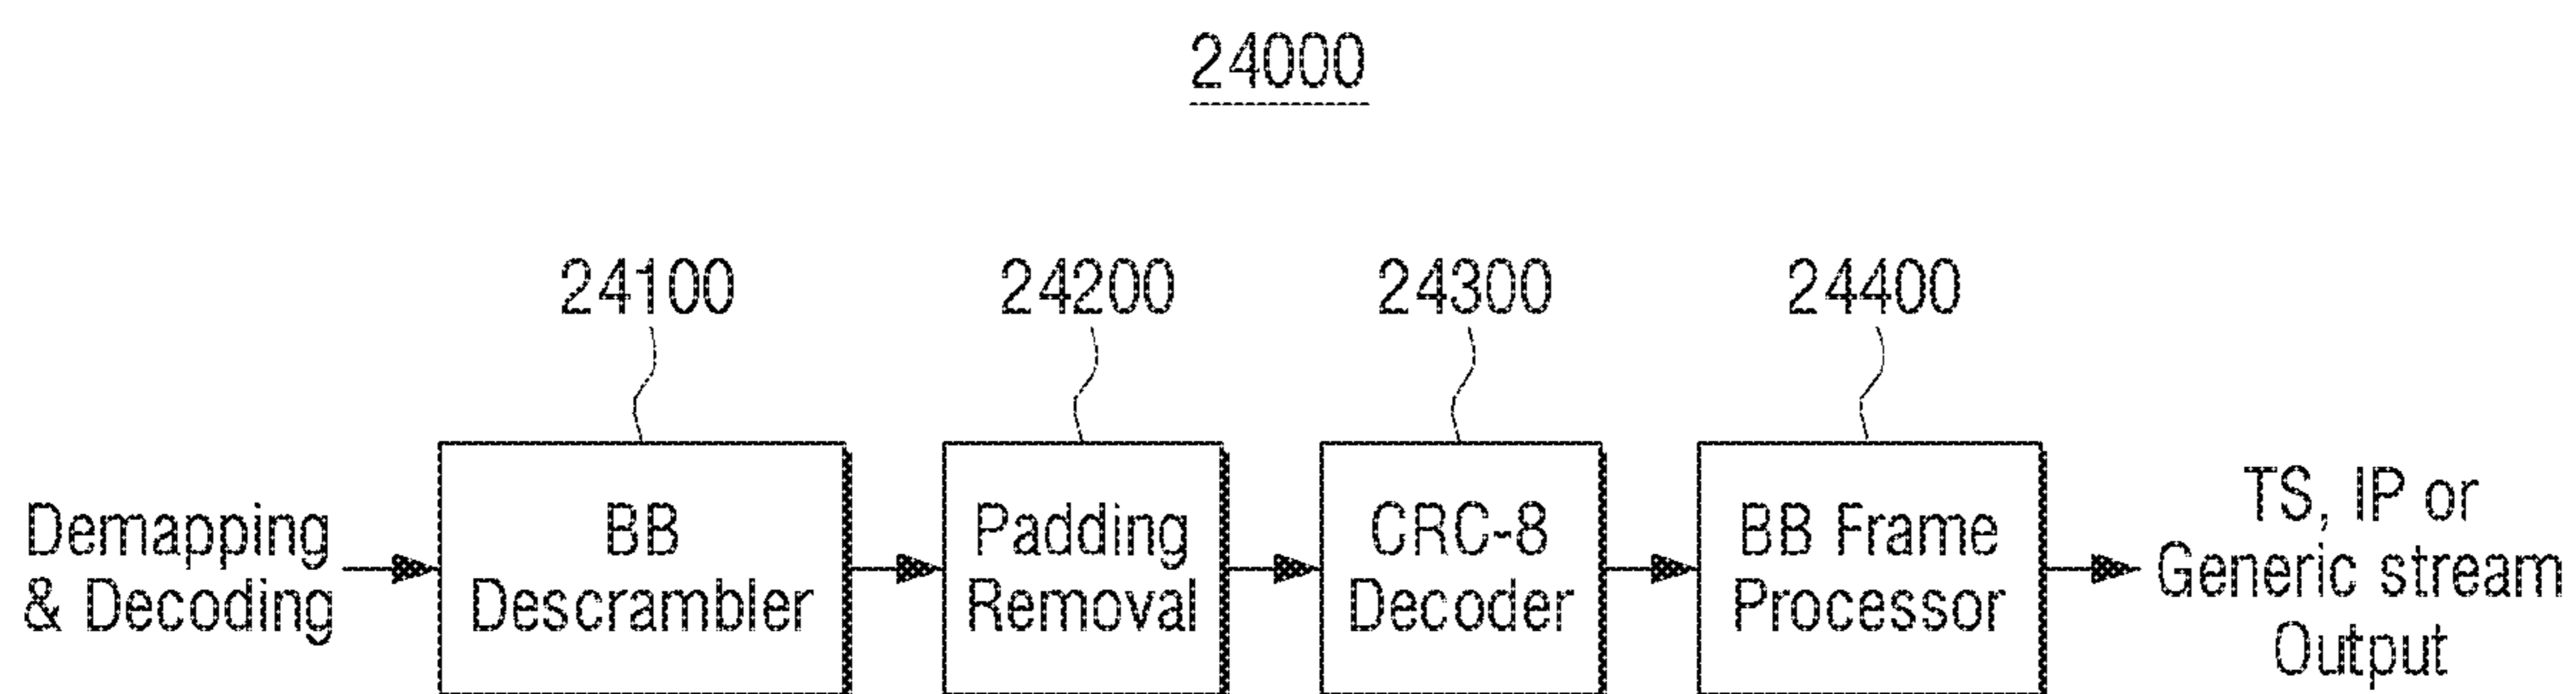 24000
24100
24200
24300
24400
Demapping
& Decoding
BB
Descrambler
Padding
Removal
CRC-8
Decoder
BB Frame
Processor
TS, IP or
Generic stream
Output